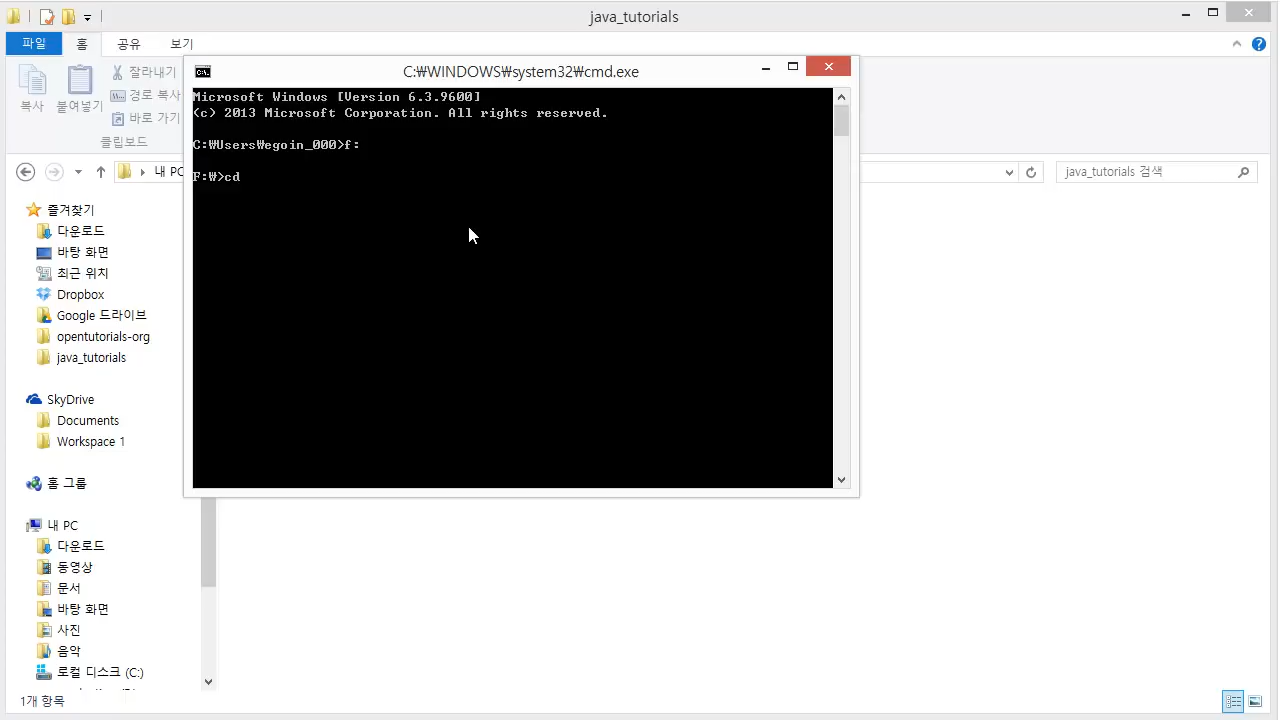 java_tutorials
파일 홈 공유 보기
복사
붙여넣기
잘라내기
경로 복사
바로 가기
클립보드
내 PC
java_tutorials 검색
C:₩WINDOWS₩system32₩cmd.exe
Microsoft Windows [Version 6.3.9600]
(c) 2013 Microsoft Corporation. All rights reserved.
C:₩Users₩egoin_000>f:
F:₩>cd
즐겨찾기
다운로드
바탕 화면
최근 위치
Dropbox
Google 드라이브
opentutorials-org
java_tutorials
SkyDrive
Documents
Workspace 1
홈 그룹
내 PC
다운로드
동영상
문서
바탕 화면
사진
음악
로컬 디스크 (C:)
1개 항목